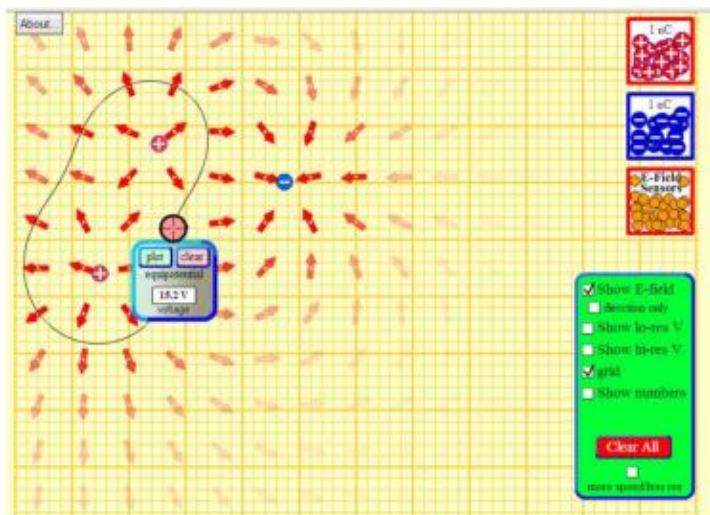 About...
1 nC
1 nC
E-Field
Sensors
plot clear
equipotential
15.2 V
voltage
Show E-field
direction only
Show lo-res V
Show hi-res V
grid
Show numbers
Clear All
more speed/less res